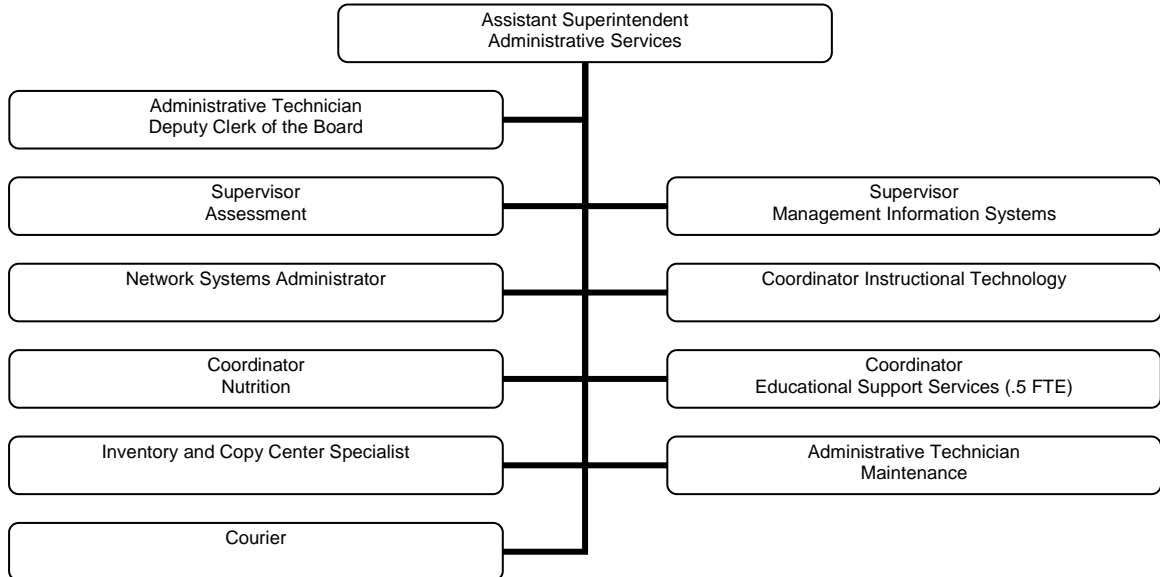 Assistant Superintendent
Administrative Services
Administrative Technician
Deputy Clerk of the Board
Supervisor
Assessment
Supervisor
Management Information Systems
Network Systems Administrator
Coordinator Instructional Technology
Coordinator
Nutrition
Coordinator
Educational Support Services (.5 FTE)
Inventory and Copy Center Specialist
Administrative Technician
Maintenance
Courier